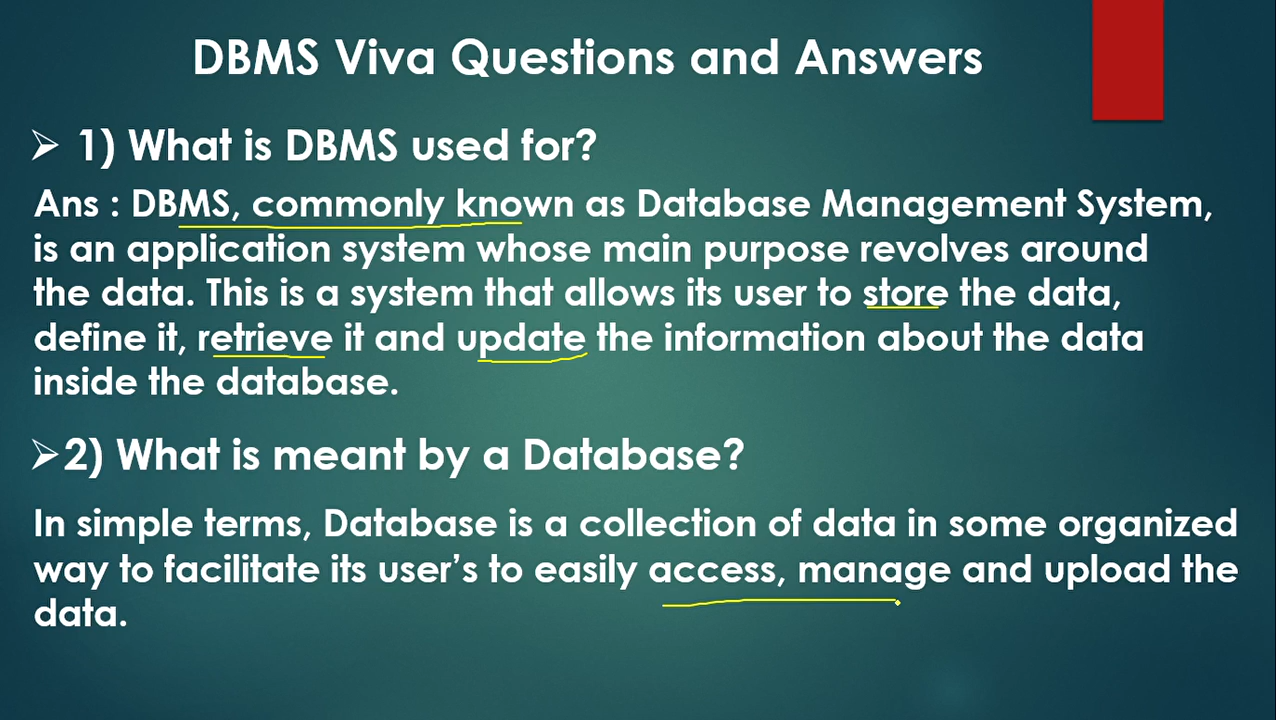 DBMS Viva Questions and Answers
➢ 1) What is DBMS used for?
Ans : DBMS, commonly known as Database Management System,
is an application system whose main purpose revolves around
the data. This is a system that allows its user to store the data,
define it, retrieve it and update the information about the data
inside the database.
➢2) What is meant by a Database?
In simple terms, Database is a collection of data in some organized
way to facilitate its user’s to easily access, manage and upload the
data.